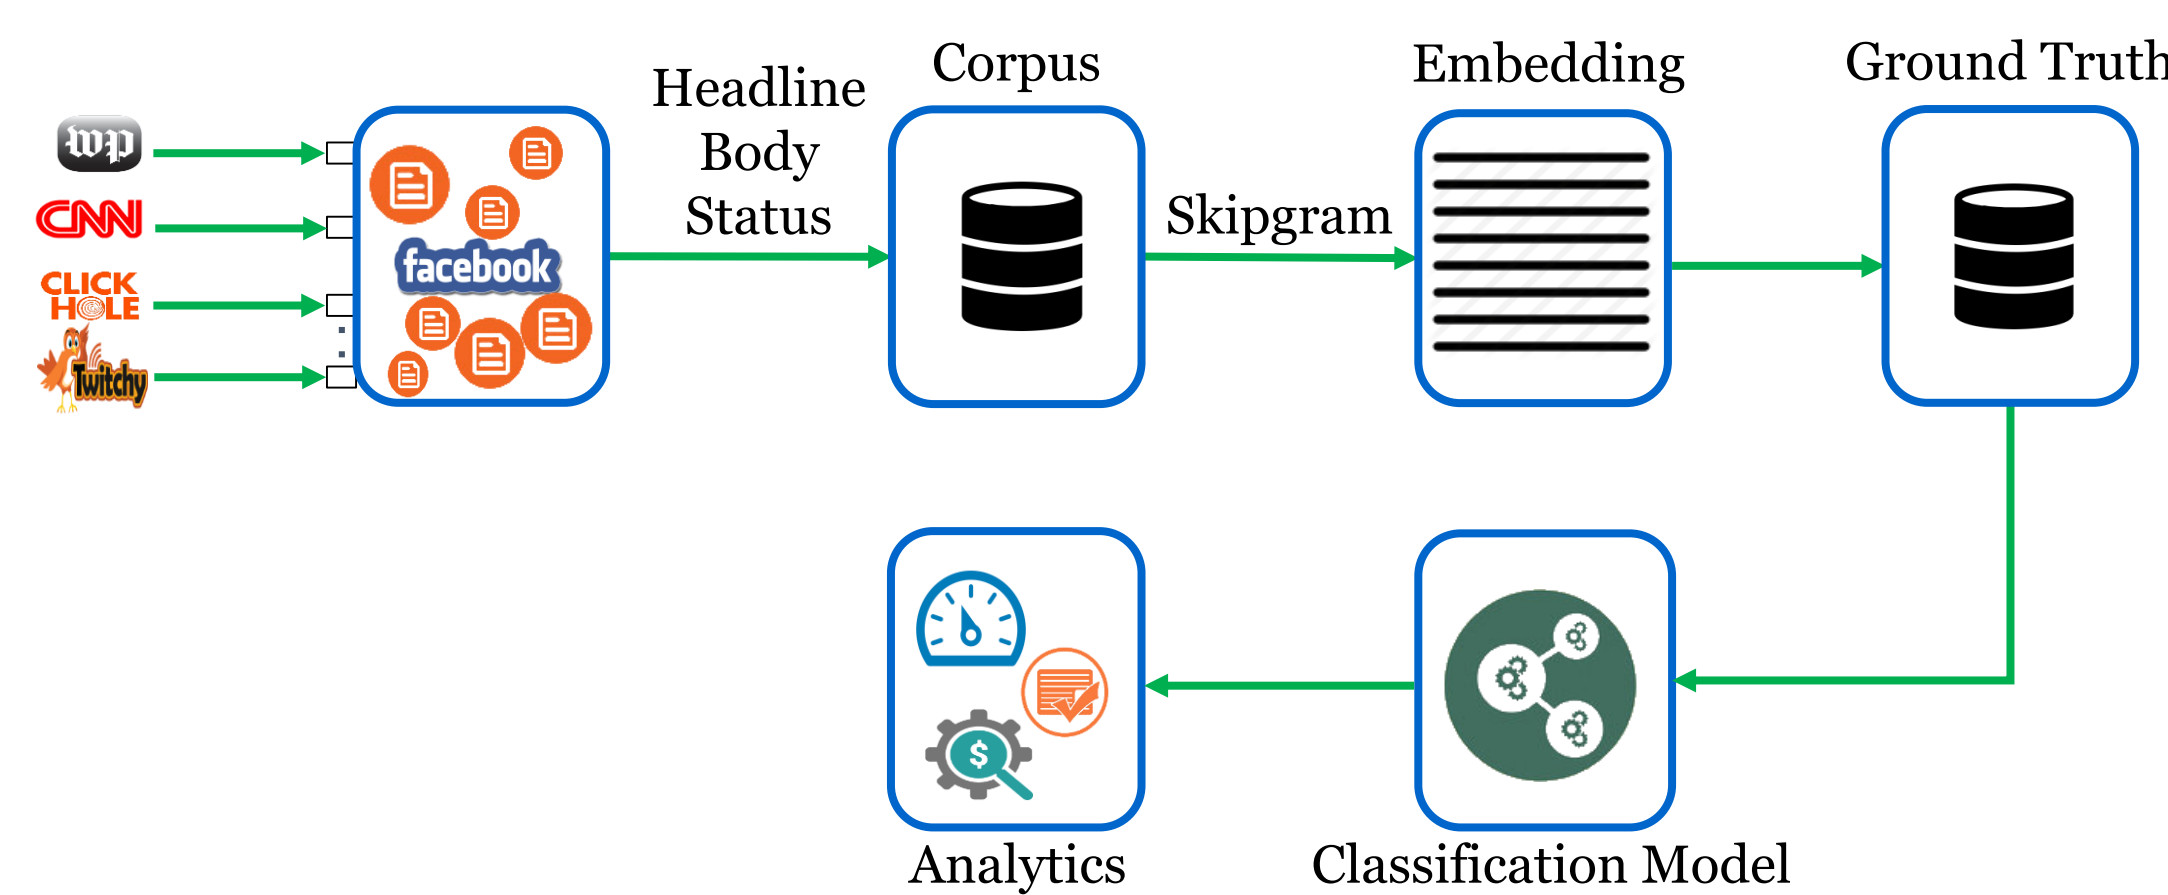 wp
CNN
CLICK
HOLE
Twitchy
facebook
Headline
Body
Status
Corpus
Skipgram
Embedding
Ground Truth
$
Analytics
Classification Model